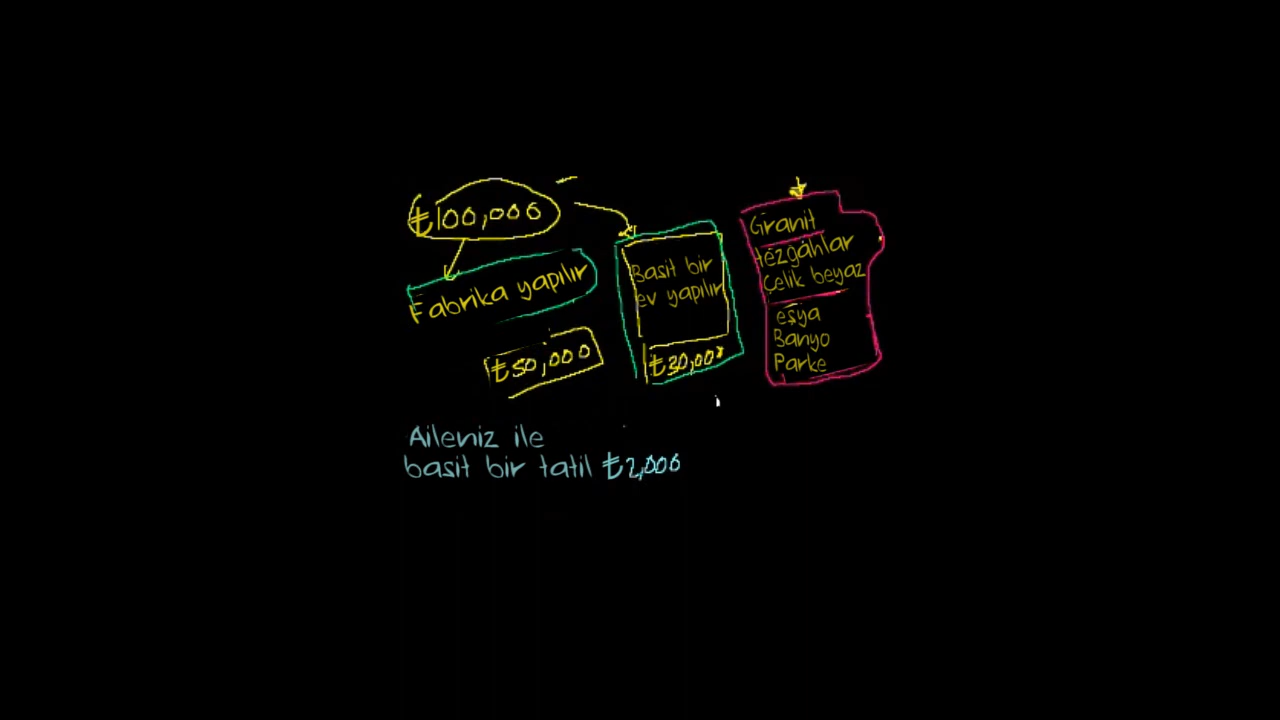 ₺100,000
Fabrika yapılır
₺50,000
Basit bir
ev yapılır
₺30,000
Granit
tezgâhlar
Çelik beyaz
eşya
Banyo
Parke
Aileniz ile
basit bir tatil ₺2,000